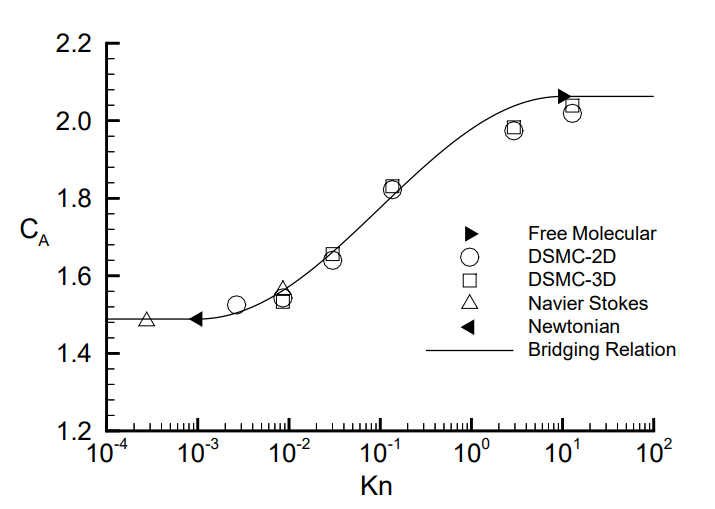 2.2
2.0
1.8
1.6
1.4
1.2
C_A
Free Molecular
DSMC-2D
DSMC-3D
Navier Stokes
Newtonian
Bridging Relation
10^-4 10^-3 10^-2 10^-1 10^0 10^1 10^2
Kn